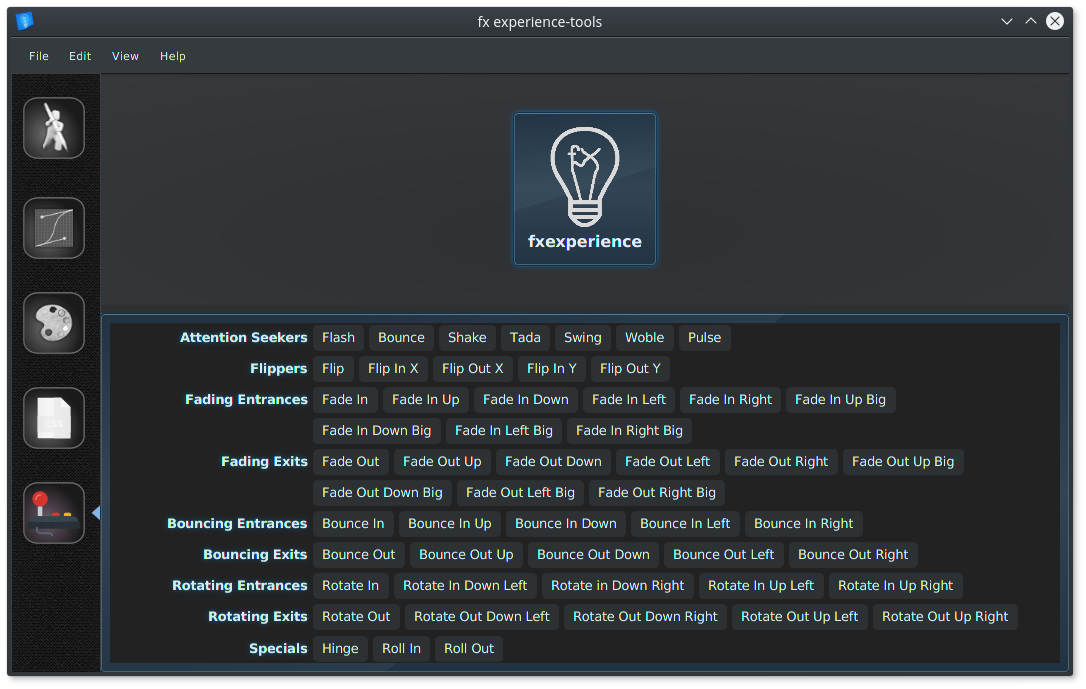 fx experience-tools
File Edit View Help
fx
fxexperience
Attention Seekers Flash Bounce Shake Tada Swing Woble Pulse
Flippers Flip Flip In X Flip Out X Flip In Y Flip Out Y
Fading Entrances Fade In Fade In Up Fade In Down Fade In Left Fade In Right Fade In Up Big
Fade In Down Big Fade In Left Big Fade In Right Big
Fading Exits Fade Out Fade Out Up Fade Out Down Fade Out Left Fade Out Right Fade Out Up Big
Fade Out Down Big Fade Out Left Big Fade Out Right Big
CSS
Bouncing Entrances Bounce In Bounce In Up Bounce In Down Bounce In Left Bounce In Right
Bouncing Exits Bounce Out Bounce Out Up Bounce Out Down Bounce Out Left Bounce Out Right
Rotating Entrances Rotate In Rotate In Down Left Rotate in Down Right Rotate In Up Left Rotate In Up Right
Rotating Exits Rotate Out Rotate Out Down Left Rotate Out Down Right Rotate Out Up Left Rotate Out Up Right
Specials Hinge Roll In Roll Out